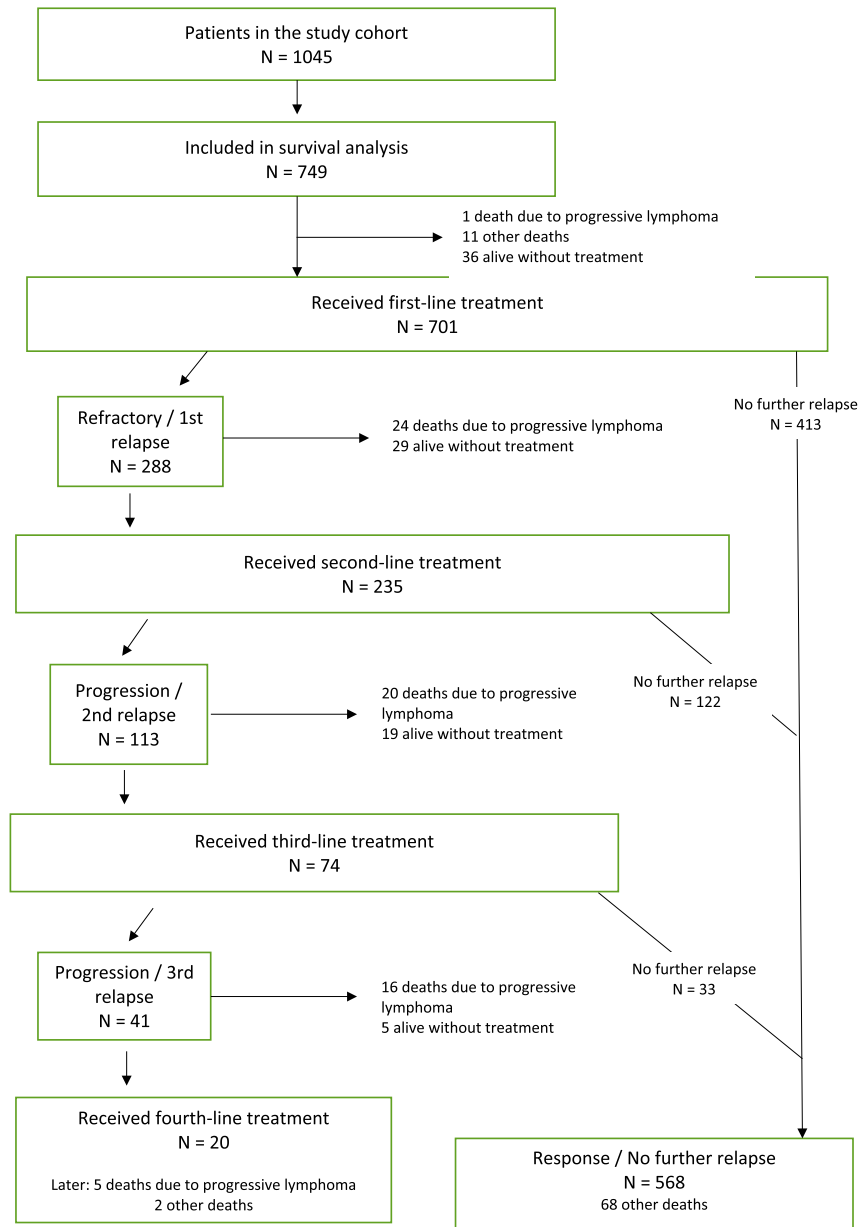 Patients in the study cohort
N = 1045
Included in survival analysis
N = 749
1 death due to progressive lymphoma
11 other deaths
36 alive without treatment
Received first-line treatment
N = 701
No further relapse
N = 413
Refractory / 1st
relapse
N = 288
24 deaths due to progressive lymphoma
29 alive without treatment
Received second-line treatment
N = 235
No further relapse
N = 122
Progression /
2nd relapse
N = 113
20 deaths due to progressive
lymphoma
19 alive without treatment
Received third-line treatment
N = 74
No further relapse
N = 33
Progression / 3rd
relapse
N = 41
16 deaths due to progressive
lymphoma
5 alive without treatment
Received fourth-line treatment
N = 20
Later: 5 deaths due to progressive lymphoma
2 other deaths
Response / No further relapse
N = 568
68 other deaths